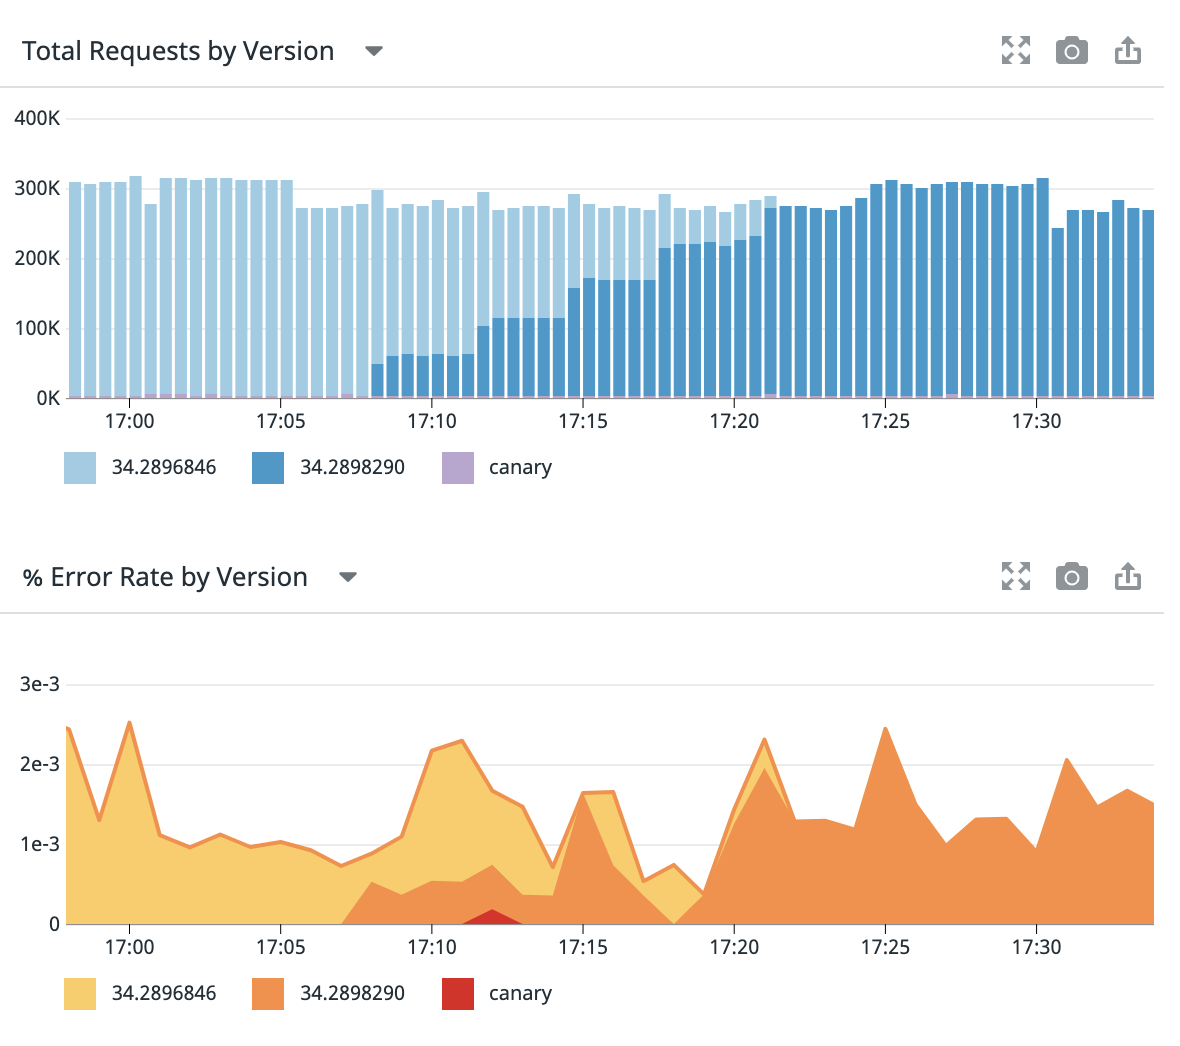 Total Requests by Version
400K
300K
200K
100K
0K
17:00 17:05 17:10 17:15 17:20 17:25 17:30
34.2896846 34.2898290 canary
% Error Rate by Version
3e-3
2e-3
1e-3
0
17:00 17:05 17:10 17:15 17:20 17:25 17:30
34.2896846 34.2898290 canary